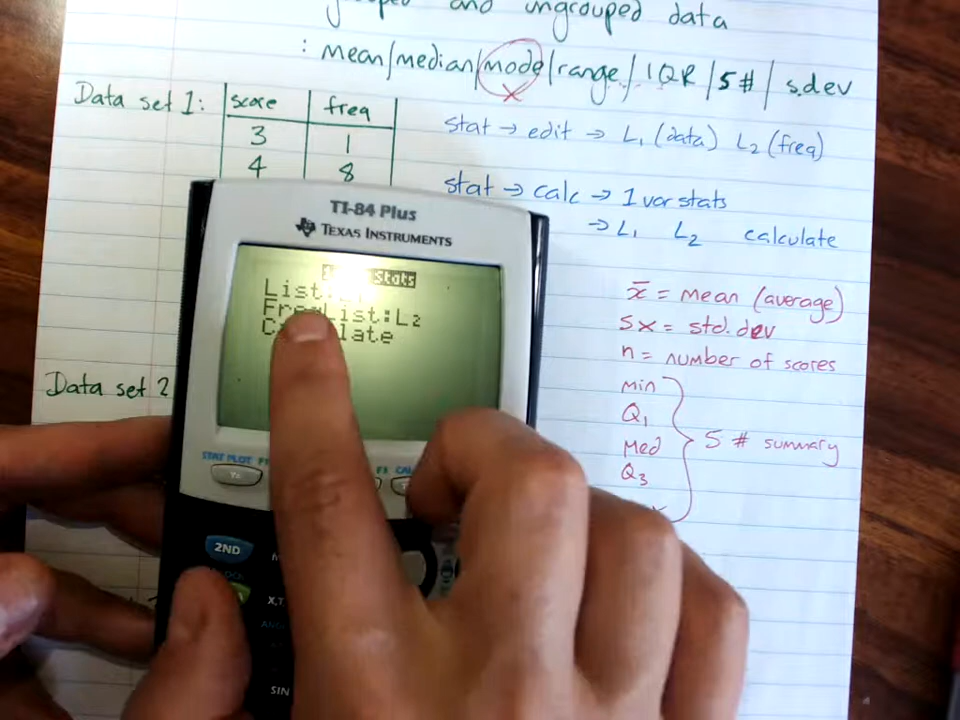 grouped and ungrouped data
: mean/median/mode/range/IQR/5#/s.dev
Data set 1:
score freq
3 1
4 8
stat → edit → L₁ (data) L₂ (freq)
stat → calc → 1 var stats
→ L₁ L₂ calculate
x̄ = mean (average)
sx = std. dev
n = number of scores
min
Q₁
Med
Q₃
5 # summary
Data set 2
TI-84 Plus
TEXAS INSTRUMENTS
Stats
List:
FreqList:L₂
Calculate
STAT PLOT
Y=
2ND
SIN